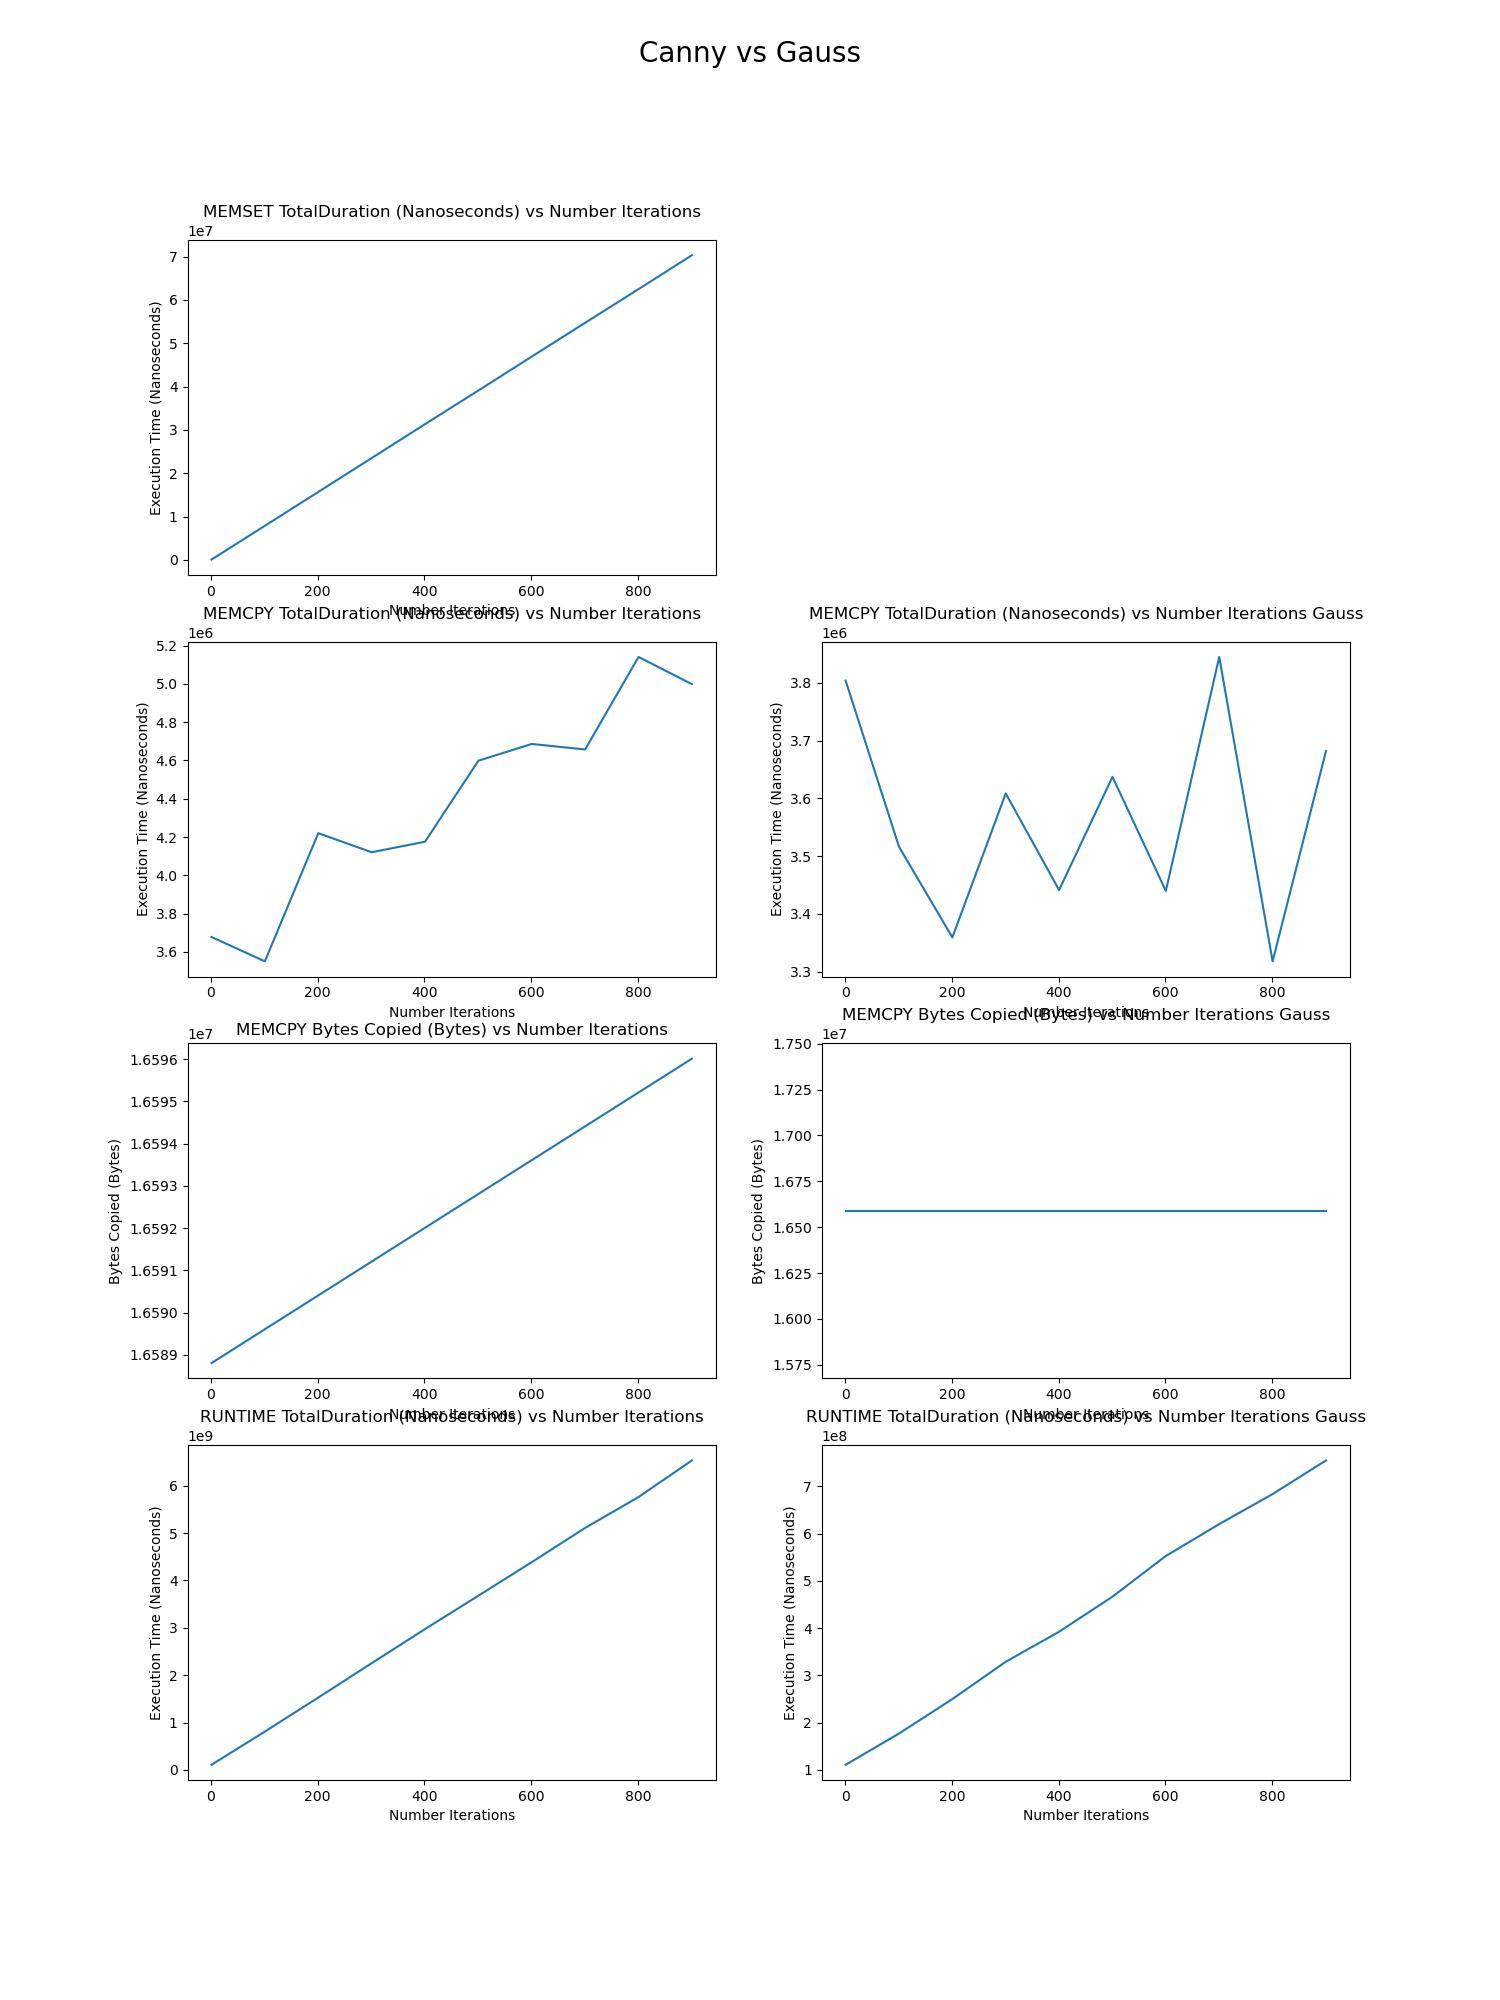 Canny vs Gauss
MEMSET TotalDuration (Nanoseconds) vs Number Iterations
1e7
Execution Time (Nanoseconds)
7
6
5
4
3
2
1
0
0 200 400 600 800
Number Iterations
MEMCPY TotalDuration (Nanoseconds) vs Number Iterations
1e6
Execution Time (Nanoseconds)
5.2
5.0
4.8
4.6
4.4
4.2
4.0
3.8
3.6
0 200 400 600 800
Number Iterations
MEMCPY TotalDuration (Nanoseconds) vs Number Iterations Gauss
1e6
Execution Time (Nanoseconds)
3.8
3.7
3.6
3.5
3.4
3.3
0 200 400 600 800
Number Iterations
MEMCPY Bytes Copied (Bytes) vs Number Iterations
1e7
Bytes Copied (Bytes)
1.6596
1.6595
1.6594
1.6593
1.6592
1.6591
1.6590
1.6589
0 200 400 600 800
Number Iterations
MEMCPY Bytes Copied (Bytes) vs Number Iterations Gauss
1e7
Bytes Copied (Bytes)
1.750
1.725
1.700
1.675
1.650
1.625
1.600
1.575
0 200 400 600 800
Number Iterations
RUNTIME TotalDuration (Nanoseconds) vs Number Iterations
1e9
Execution Time (Nanoseconds)
6
5
4
3
2
1
0
0 200 400 600 800
Number Iterations
RUNTIME TotalDuration (Nanoseconds) vs Number Iterations Gauss
1e8
Execution Time (Nanoseconds)
7
6
5
4
3
2
1
0 200 400 600 800
Number Iterations